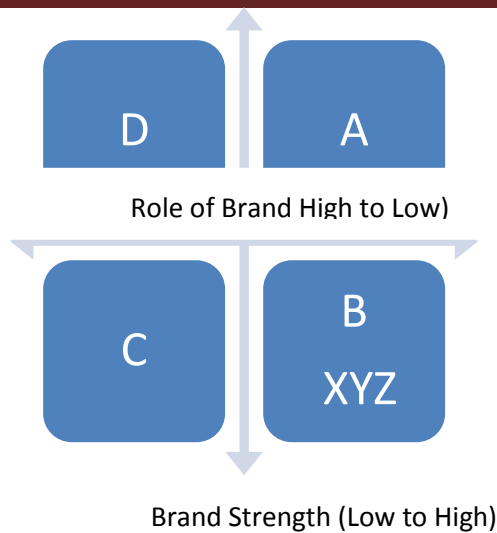 D
A
Role of Brand High to Low)
C
B
XYZ
Brand Strength (Low to High)